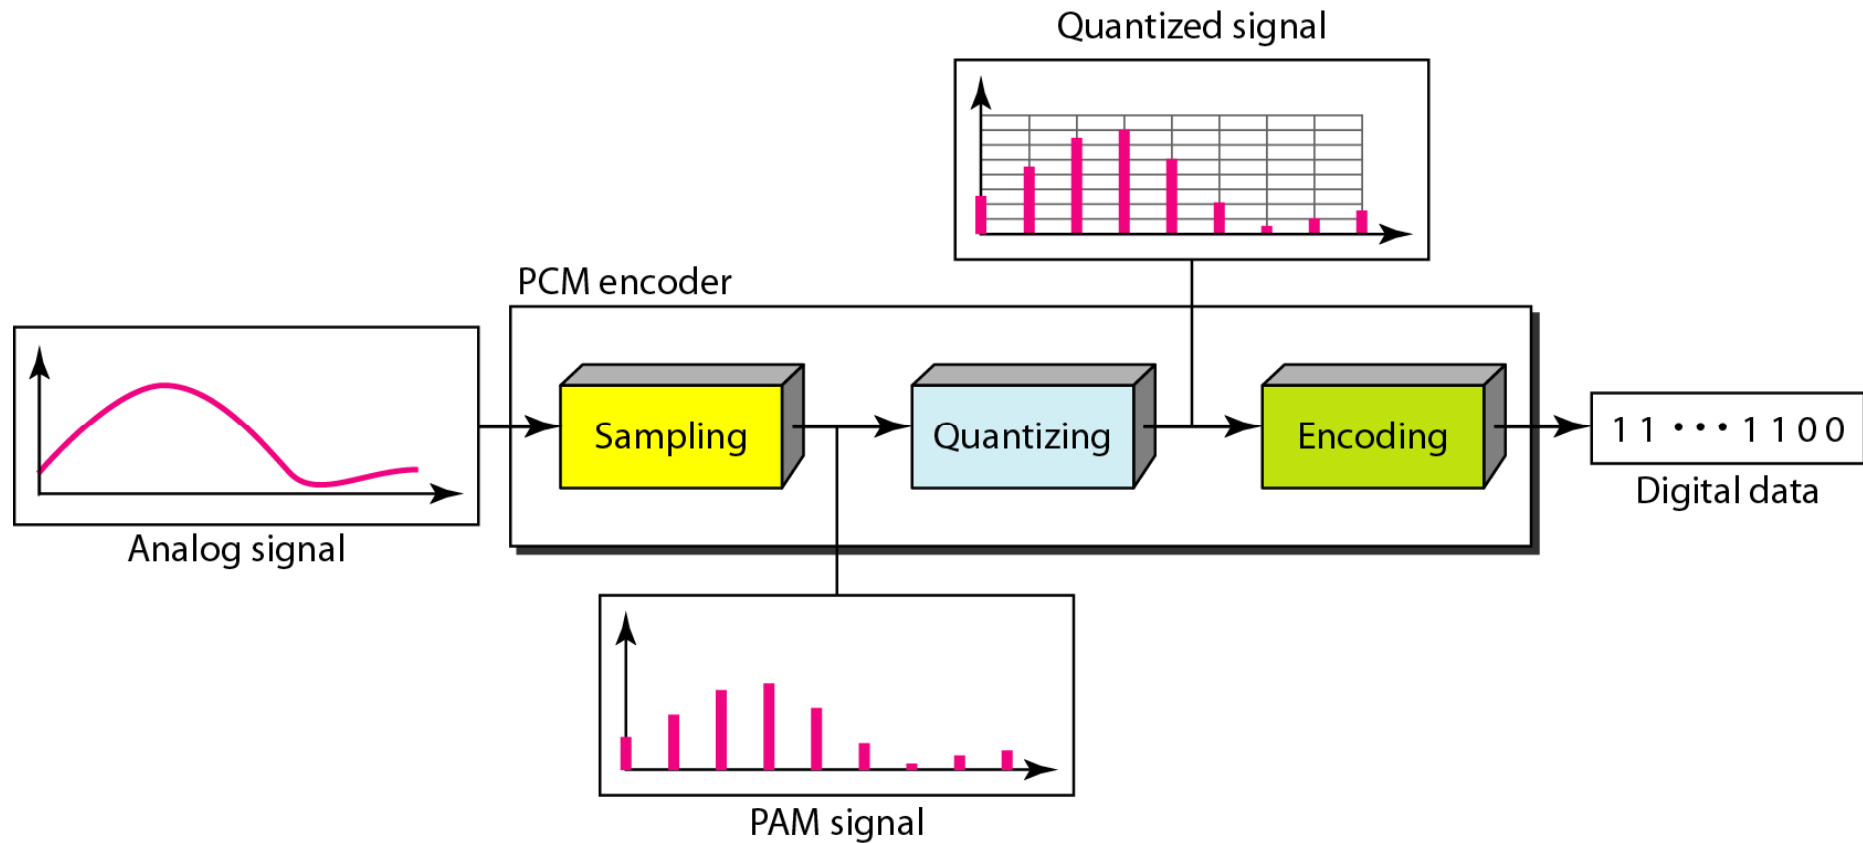 Quantized signal
PCM encoder
Sampling
Quantizing
Encoding
1 1 ••• 1 1 0 0
Digital data
Analog signal
PAM signal